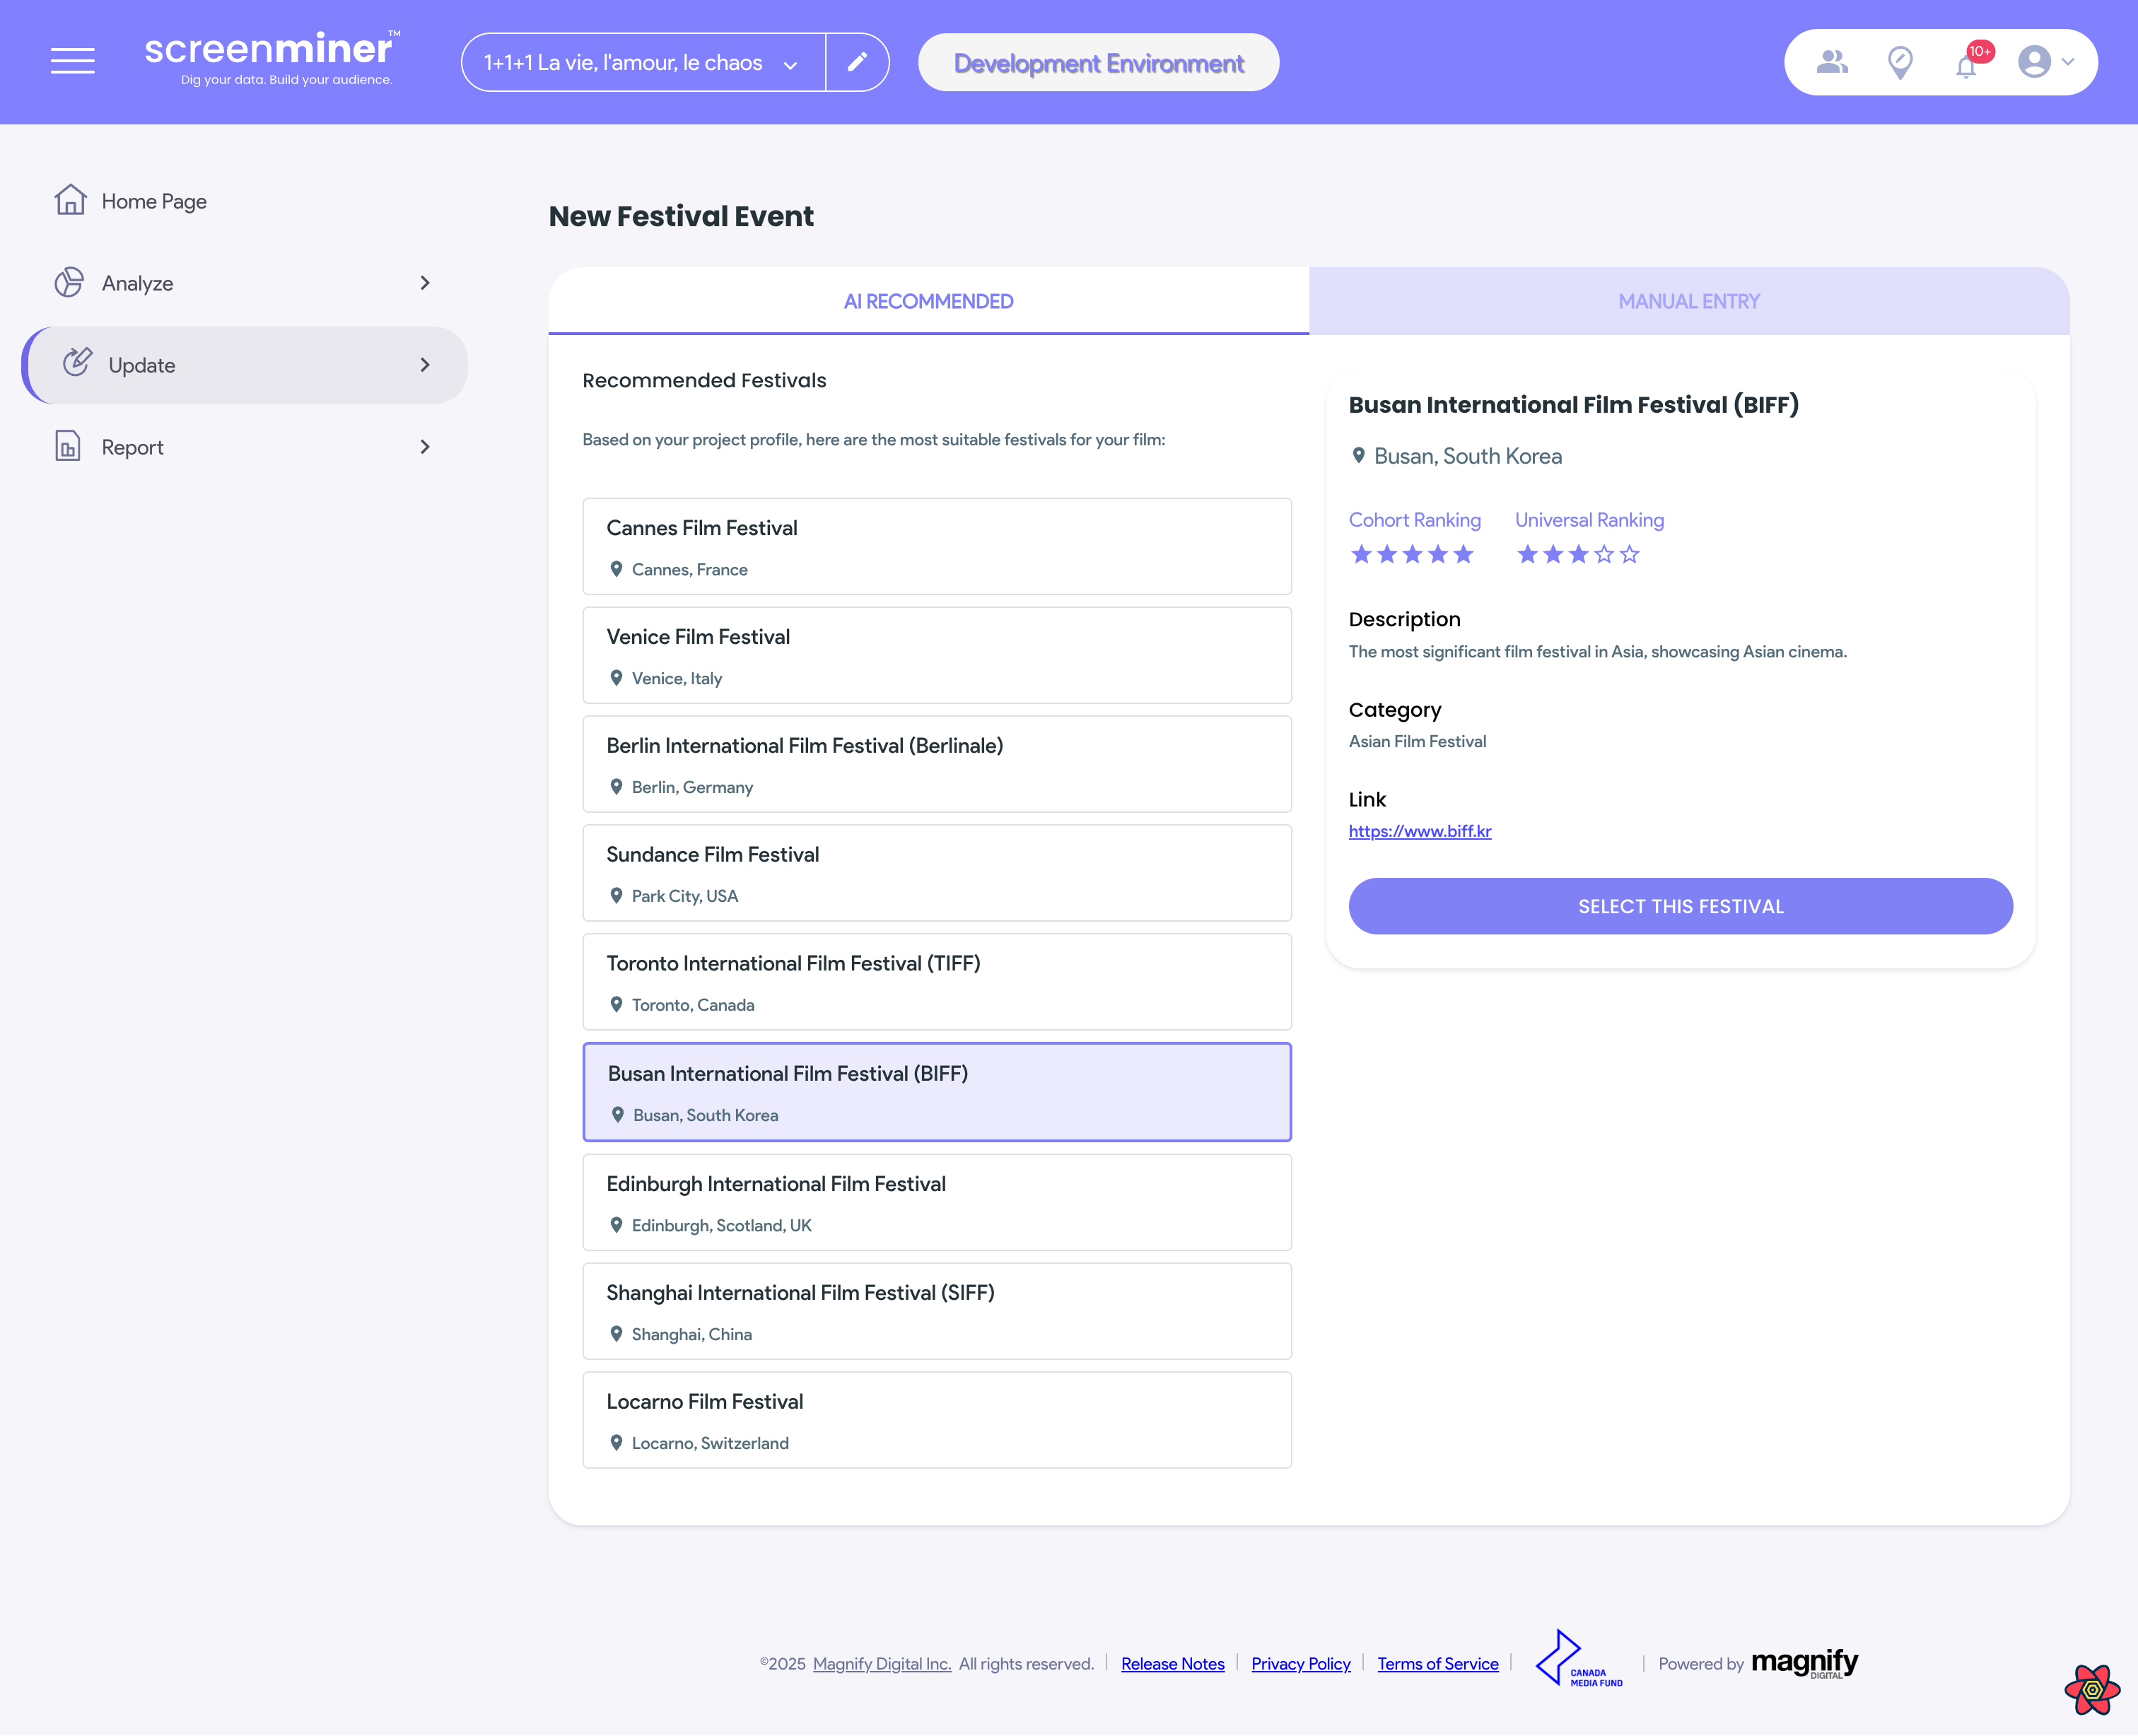 screenminer™
Dig your data. Build your audience.
1+1+1 La vie, l'amour, le chaos
Development Environment
10+
Home Page
Analyze
Update
Report
New Festival Event
AI RECOMMENDED
MANUAL ENTRY
Recommended Festivals
Based on your project profile, here are the most suitable festivals for your film:
Cannes Film Festival
Cannes, France
Venice Film Festival
Venice, Italy
Berlin International Film Festival (Berlinale)
Berlin, Germany
Sundance Film Festival
Park City, USA
Toronto International Film Festival (TIFF)
Toronto, Canada
Busan International Film Festival (BIFF)
Busan, South Korea
Edinburgh International Film Festival
Edinburgh, Scotland, UK
Shanghai International Film Festival (SIFF)
Shanghai, China
Locarno Film Festival
Locarno, Switzerland
Busan International Film Festival (BIFF)
Busan, South Korea
Cohort Ranking Universal Ranking
Description
The most significant film festival in Asia, showcasing Asian cinema.
Category
Asian Film Festival
Link
https://www.biff.kr
SELECT THIS FESTIVAL
©2025 Magnify Digital Inc. All rights reserved. | Release Notes | Privacy Policy | Terms of Service |
CANADA
MEDIA FUND
| Powered by magnify
DIGITAL